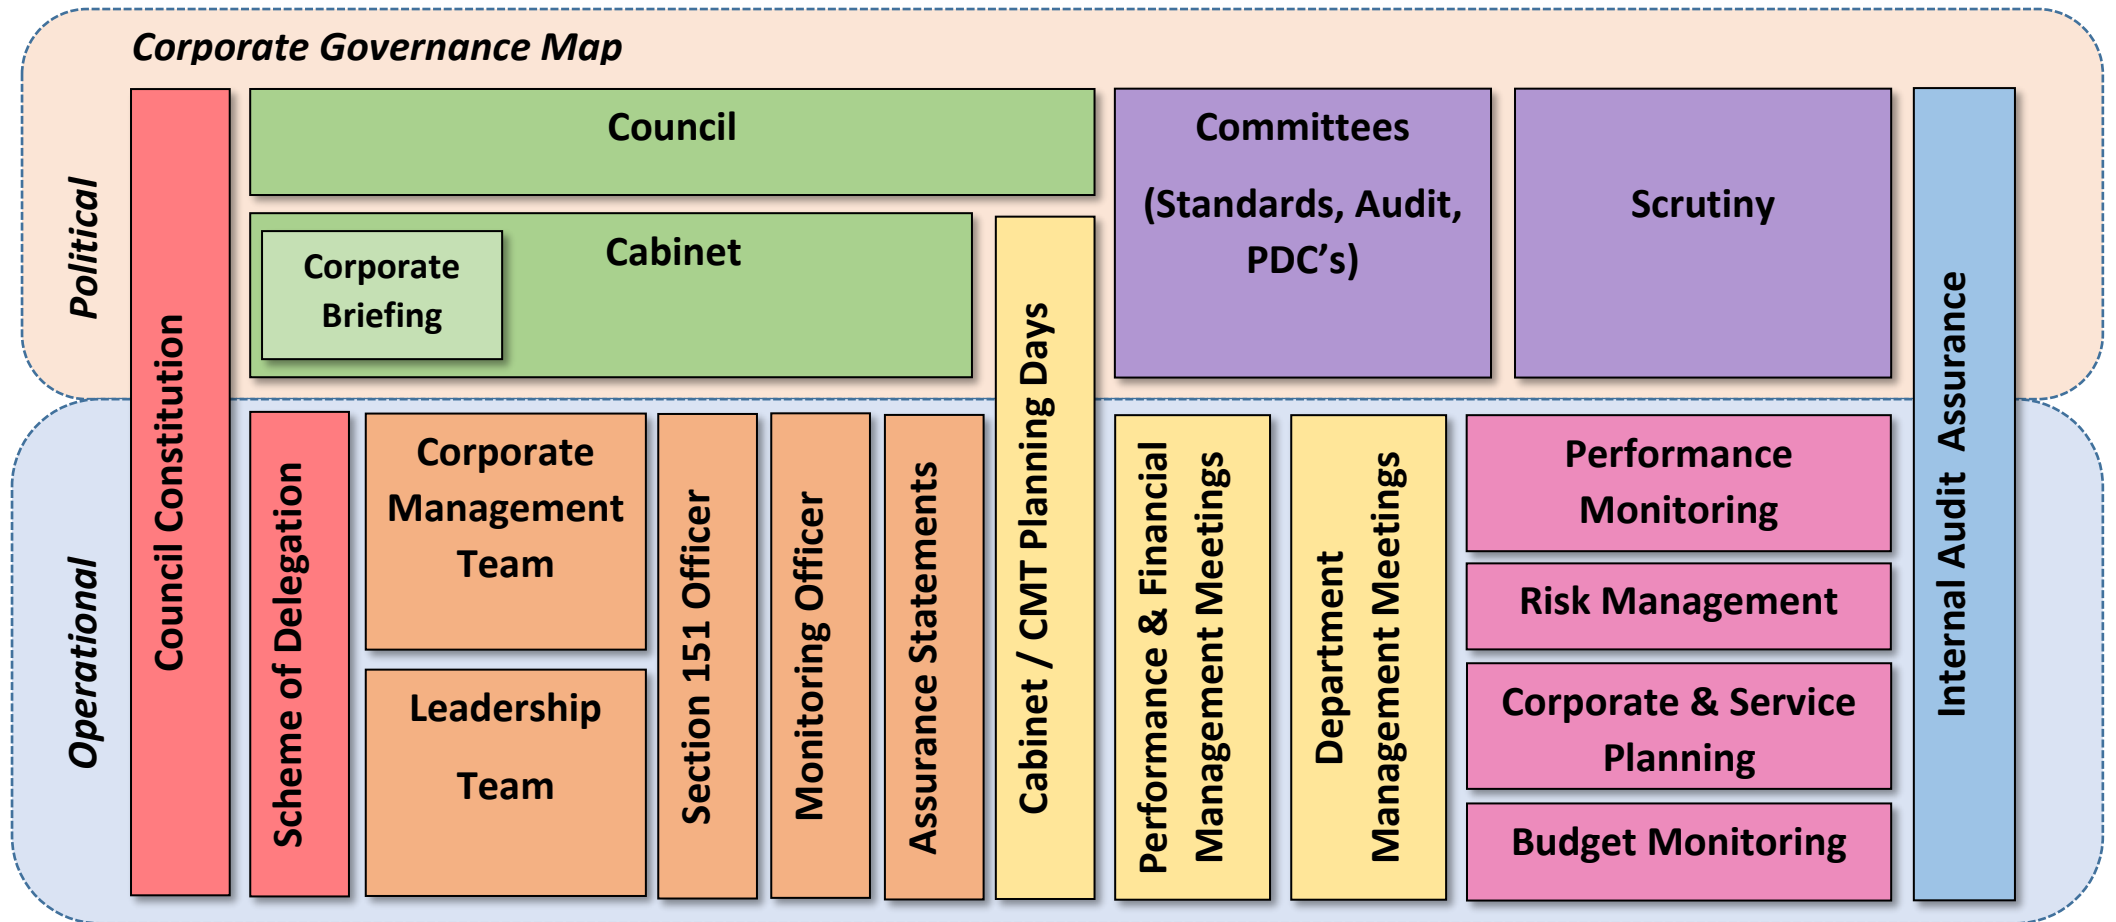 Corporate Governance Map
Political
Operational
Council Constitution
Council
Cabinet
Corporate
Briefing
Cabinet / CMT Planning Days
Committees
(Standards, Audit,
PDC’s)
Scrutiny
Internal Audit Assurance
Scheme of Delegation
Corporate
Management
Team
Leadership
Team
Section 151 Officer
Monitoring Officer
Assurance Statements
Performance & Financial
Management Meetings
Department
Management Meetings
Performance
Monitoring
Risk Management
Corporate & Service
Planning
Budget Monitoring